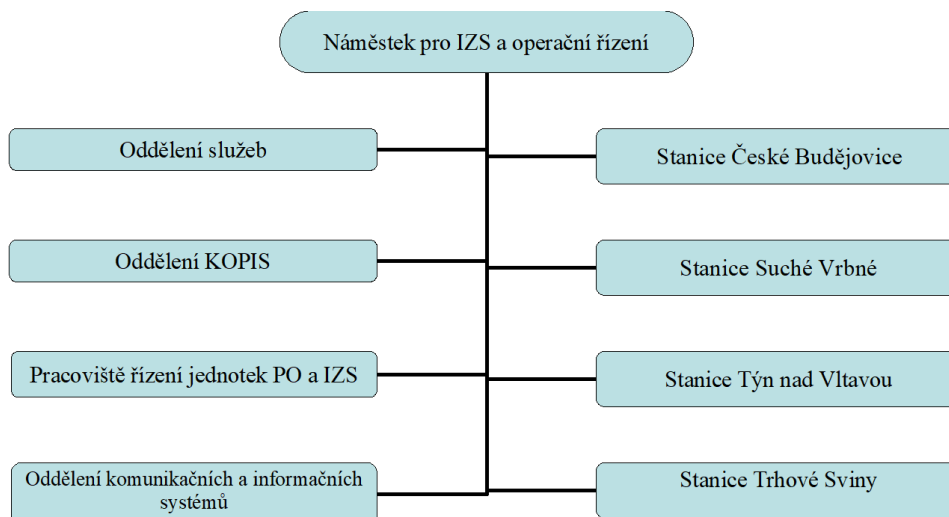 Náměstek pro IZS a operační řízení
Oddělení služeb
Stanice České Budějovice
Oddělení KOPIS
Stanice Suché Vrbné
Pracoviště řízení jednotek PO a IZS
Stanice Týn nad Vltavou
Oddělení komunikačních a informačních
systémů
Stanice Trhové Sviny